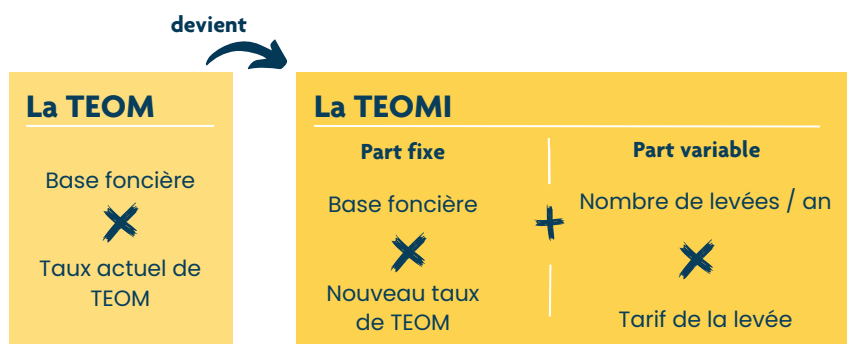 devient
La TEOM
Base foncière
Taux actuel de
TEOM
La TEOMI
Part fixe
Base foncière
Nouveau taux
de TEOM
+
Part variable
Nombre de levées / an
Tarif de la levée